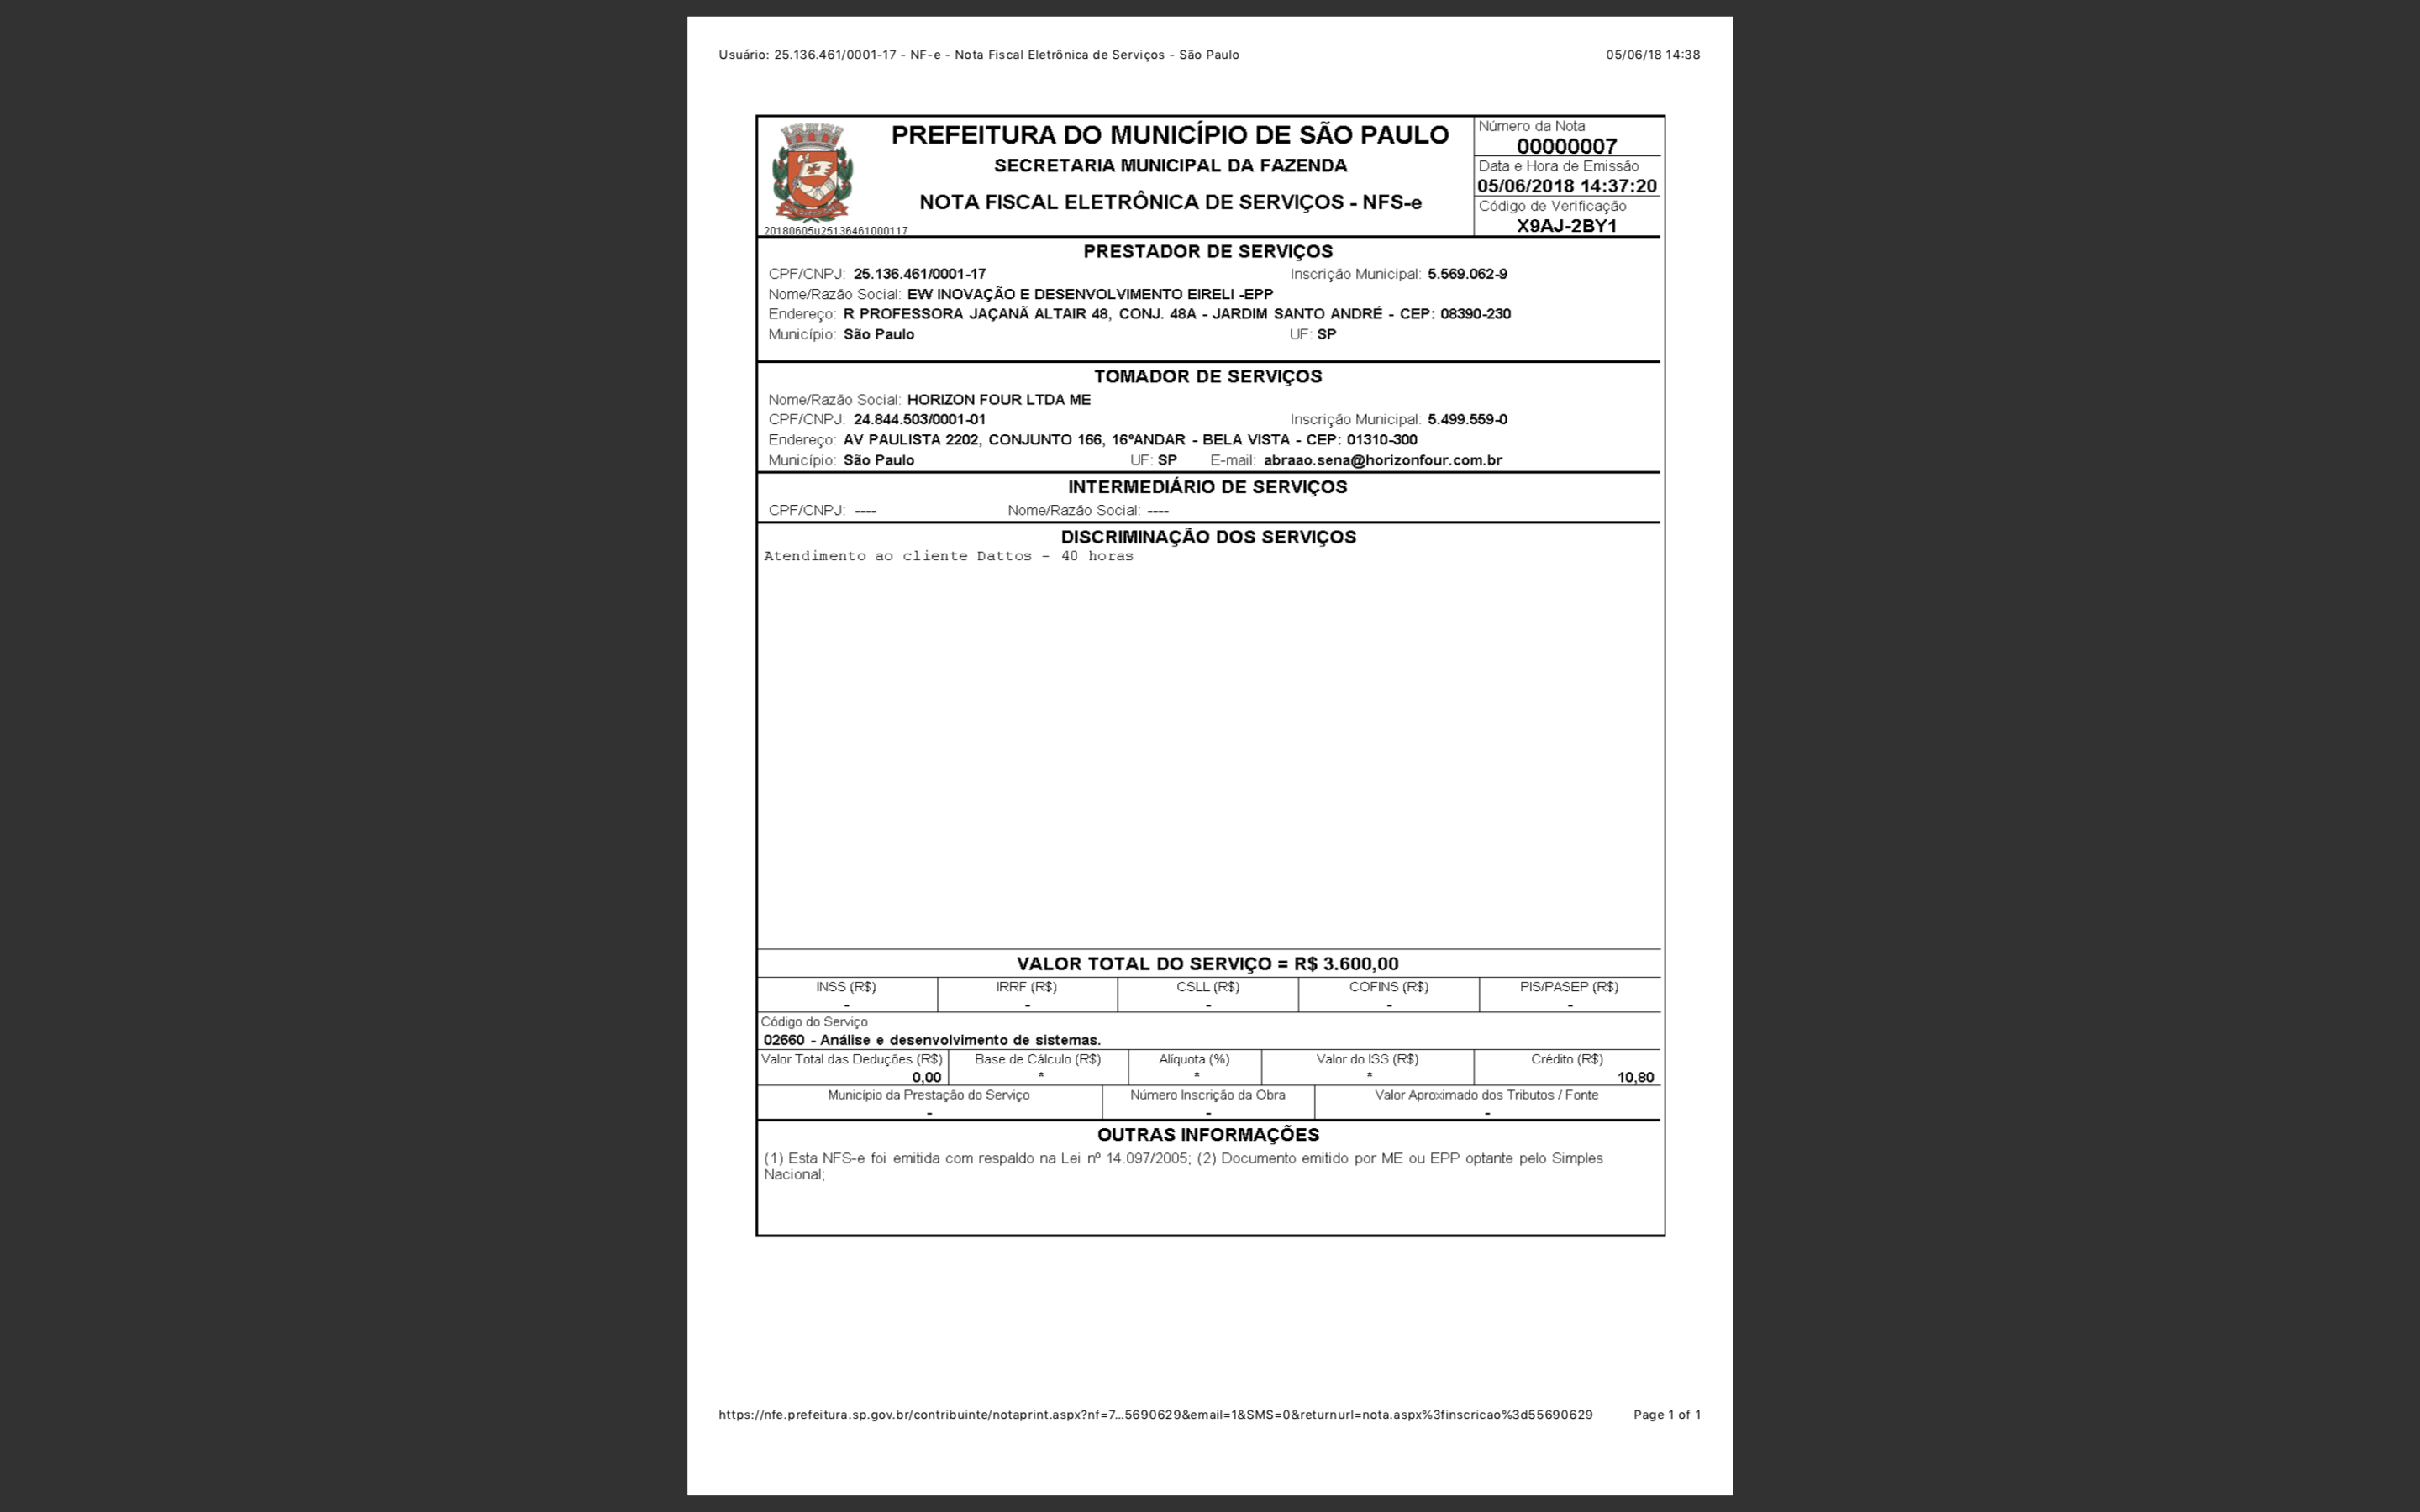 Usuário: 25.136.461/0001-17 - NF-e - Nota Fiscal Eletrônica de Serviços - São Paulo 05/06/18 14:38
PREFEITURA DO MUNICÍPIO DE SÃO PAULO
SECRETARIA MUNICIPAL DA FAZENDA
NOTA FISCAL ELETRÔNICA DE SERVIÇOS - NFS-e
20180605u25136461000117
Número da Nota
00000007
Data e Hora de Emissão
05/06/2018 14:37:20
Código de Verificação
X9AJ-2BY1
PRESTADOR DE SERVIÇOS
CPF/CNPJ: 25.136.461/0001-17 Inscrição Municipal: 5.569.062-9
Nome/Razão Social: EW INOVAÇÃO E DESENVOLVIMENTO EIRELI -EPP
Endereço: R PROFESSORA JAÇANÃ ALTAIR 48, CONJ. 48A - JARDIM SANTO ANDRÉ - CEP: 08390-230
Município: São Paulo UF: SP
TOMADOR DE SERVIÇOS
Nome/Razão Social: HORIZON FOUR LTDA ME
CPF/CNPJ: 24.844.503/0001-01 Inscrição Municipal: 5.499.559-0
Endereço: AV PAULISTA 2202, CONJUNTO 166, 16ºANDAR - BELA VISTA - CEP: 01310-300
Município: São Paulo UF: SP E-mail: abraao.sena@horizonfour.com.br
INTERMEDIÁRIO DE SERVIÇOS
CPF/CNPJ: ---- Nome/Razão Social: ----
DISCRIMINAÇÃO DOS SERVIÇOS
Atendimento ao cliente Dattos - 40 horas
VALOR TOTAL DO SERVIÇO = R$ 3.600,00
INSS (R$) IRRF (R$) CSLL (R$) COFINS (R$) PIS/PASEP (R$)
- - - - -
Código do Serviço
02660 - Análise e desenvolvimento de sistemas.
Valor Total das Deduções (R$) Base de Cálculo (R$) Alíquota (%) Valor do ISS (R$) Crédito (R$)
0,00 * * * 10,80
Município da Prestação do Serviço Número Inscrição da Obra Valor Aproximado dos Tributos / Fonte
- - -
OUTRAS INFORMAÇÕES
(1) Esta NFS-e foi emitida com respaldo na Lei nº 14.097/2005; (2) Documento emitido por ME ou EPP optante pelo Simples
Nacional;
https://nfe.prefeitura.sp.gov.br/contribuinte/notaprint.aspx?nf=7...5690629&email=1&SMS=0&returnurl=nota.aspx%3finscricao%3d55690629 Page 1 of 1